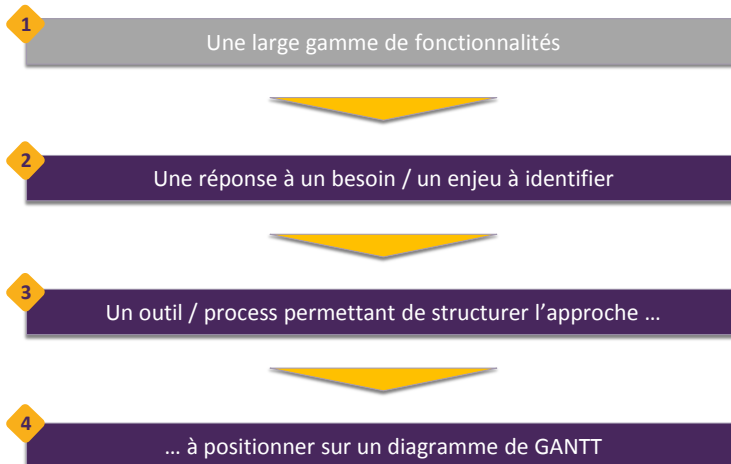 1
Une large gamme de fonctionnalités
2
Une réponse à un besoin / un enjeu à identifier
3
Un outil / process permettant de structurer l’approche ...
4
... à positionner sur un diagramme de GANTT